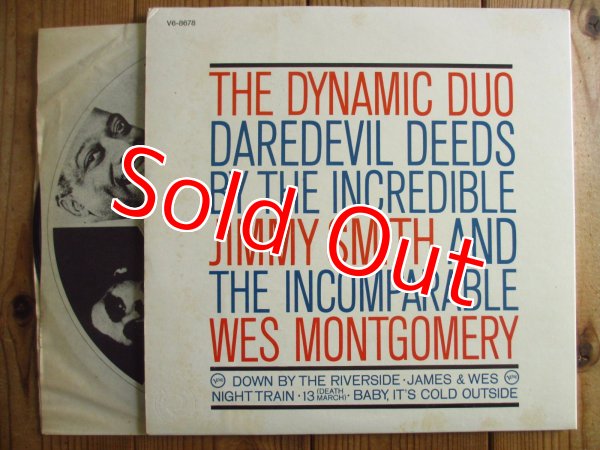 V6-8678
THE DYNAMIC DUO
DAREDEVIL DEEDS
BY THE INCREDIBLE
JIMMY SMITH AND
THE INCOMPARABLE
WES MONTGOMERY
Sold Out
DOWN BY THE RIVERSIDE · JAMES & WES
NIGHT TRAIN · 13 (DEATH MARCH) · BABY, IT'S COLD OUTSIDE